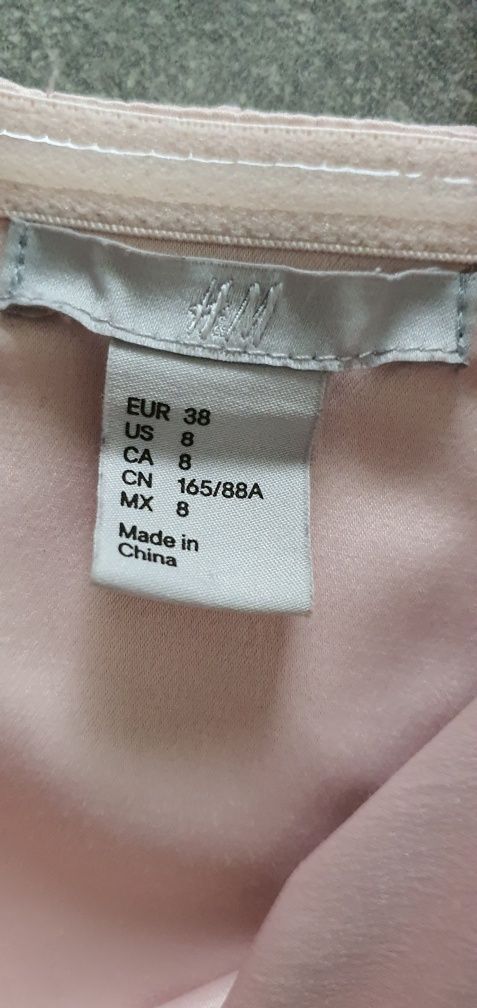 H&M
EUR 38
US 8
CA 8
CN 165/88A
MX 8
Made in
China